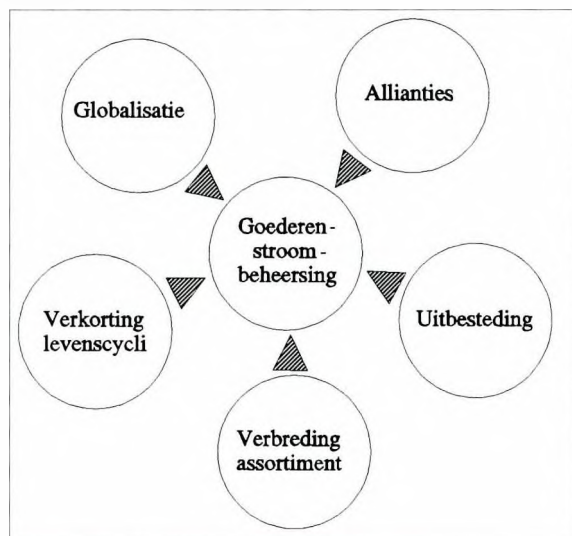 Globalisatie
Allianties
Goederen-
stroom-
beheersing
Verkorting
levenscycli
Uitbesteding
Verbreding
assortiment